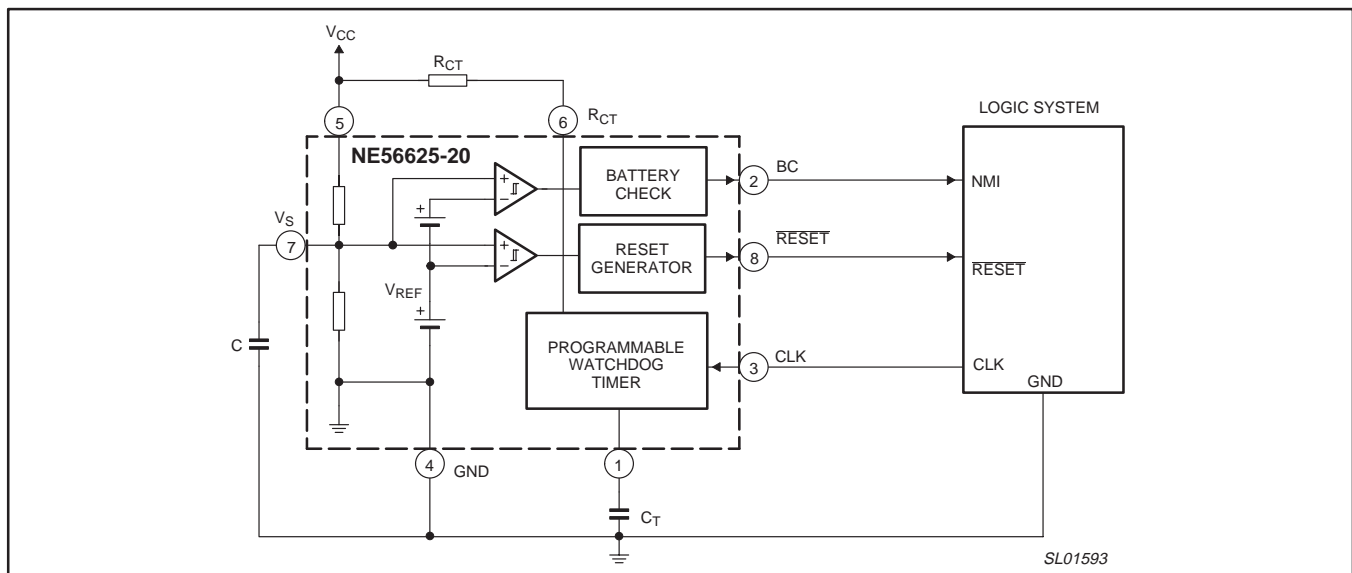 VCC
RCT
LOGIC SYSTEM
5
6
RCT
NE56625-20
BATTERY
CHECK
2
BC
NMI
VS
7
RESET
GENERATOR
8
RESET
RESET
VREF
C
PROGRAMMABLE
WATCHDOG
TIMER
3
CLK
CLK
GND
4
GND
1
CT
SL01593